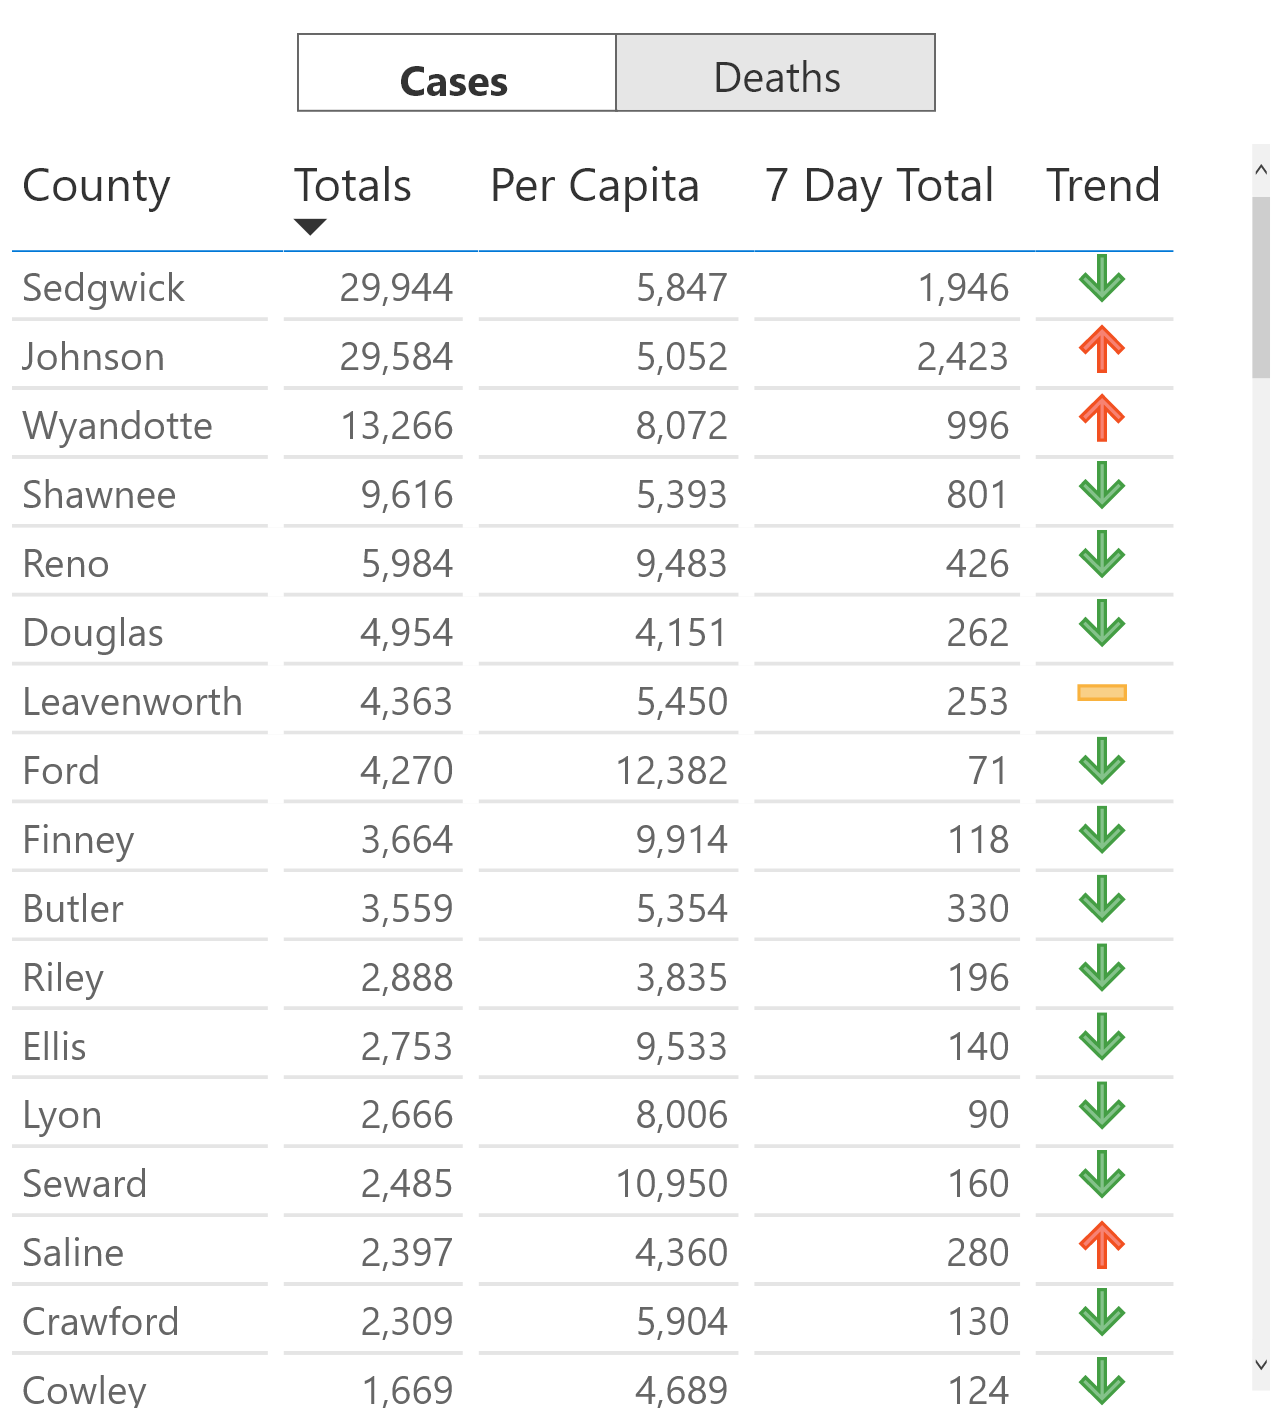 Cases Deaths
County Totals Per Capita 7 Day Total Trend
Sedgwick 29,944 5,847 1,946
Johnson 29,584 5,052 2,423
Wyandotte 13,266 8,072 996
Shawnee 9,616 5,393 801
Reno 5,984 9,483 426
Douglas 4,954 4,151 262
Leavenworth 4,363 5,450 253
Ford 4,270 12,382 71
Finney 3,664 9,914 118
Butler 3,559 5,354 330
Riley 2,888 3,835 196
Ellis 2,753 9,533 140
Lyon 2,666 8,006 90
Seward 2,485 10,950 160
Saline 2,397 4,360 280
Crawford 2,309 5,904 130
Cowley 1,669 4,689 124